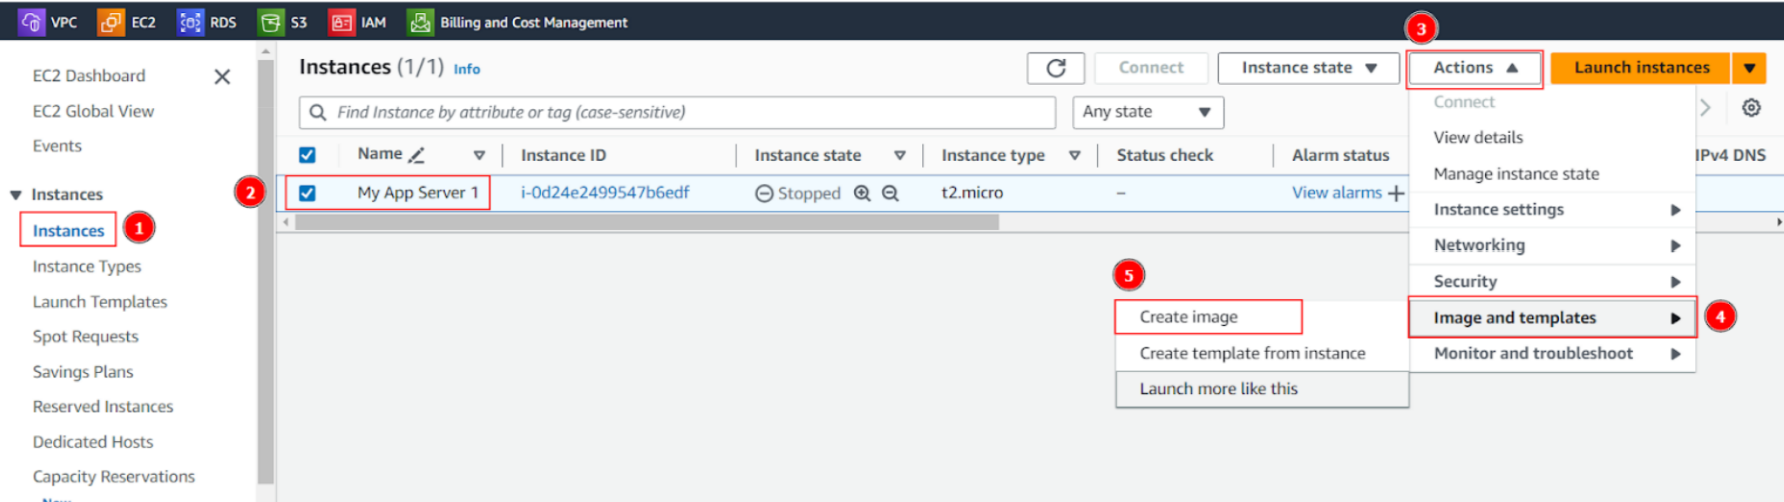 VPC EC2 RDS S3 IAM Billing and Cost Management
3
EC2 Dashboard
EC2 Global View
Events
Instances
Instances
1
Instance Types
Launch Templates
Spot Requests
Savings Plans
Reserved Instances
Dedicated Hosts
Capacity Reservations
New
Instances (1/1) Info
Connect Instance state Actions Launch instances
Find Instance by attribute or tag (case-sensitive) Any state
Name Instance ID Instance state Instance type Status check Alarm status IPv4 DNS
2
My App Server 1 i-0d24e2499547b6edf Stopped t2.micro – View alarms +
Connect
View details
Manage instance state
Instance settings
Networking
Security
Image and templates
4
Monitor and troubleshoot
5
Create image
Create template from instance
Launch more like this